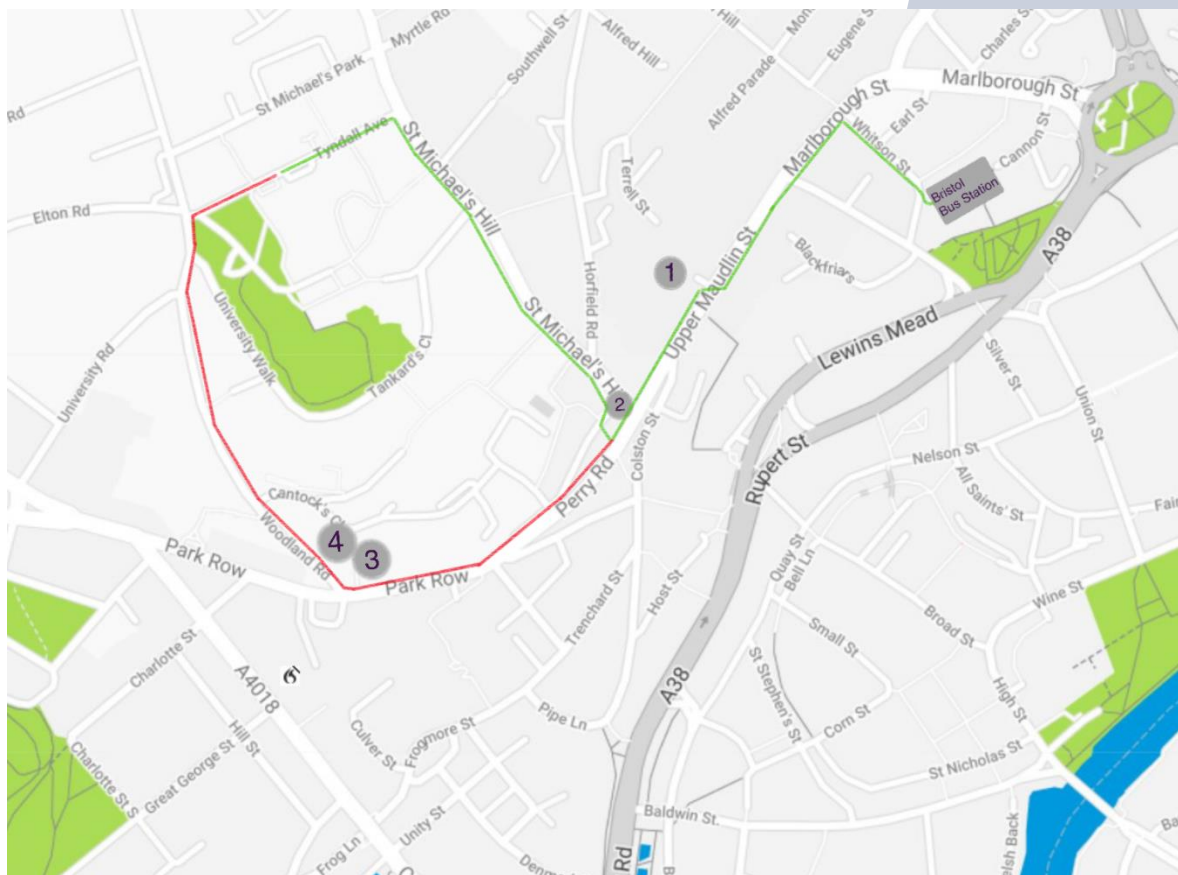 Myrtle Rd
Southwell St
Alfred Hill
Hill
Eugene St
Charles St
Marlborough St
St Michael's Park
Rd
Alfred Parade
Marlborough St
Earl St
Tyndall Ave
Whitson St
Cannon St
St Michael's Hill
Terrell St
Bristol
Bus Station
Elton Rd
Blackfriars
A38
1
Horfield Rd
Upper Maudlin St
University Walk
St Michael's Hill
Lewins Mead
University Rd
Tankard's Cl
Silver St
2
Union St
Colston St
Rupert St
Nelson St
Perry Rd
All Saints' St
Cantock's Cl
Fair
4
3
Woodland Rd
Park Row
Park Row
Quay St
Bell Ln
Trenchard St
Host St
Wine St
Broad St
Small St
Charlotte St
A4018
A38
St Stephen's St
High St
Pipe Ln
Corn St
Hill St
Culver St
Frogmore St
Charlotte St S
Great George St
St Nicholas St
Baldwin St.
Unity St
Frog Ln
Rd
elsh Back
Ba